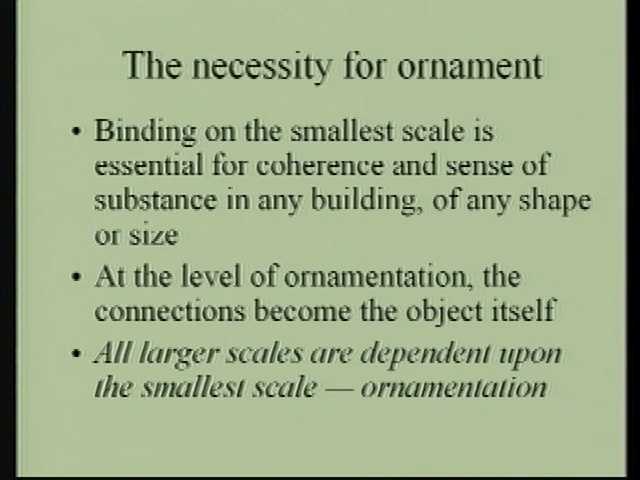 The necessity for ornament
• Binding on the smallest scale is
essential for coherence and sense of
substance in any building, of any shape
or size
• At the level of ornamentation, the
connections become the object itself
• All larger scales are dependent upon
the smallest scale — ornamentation